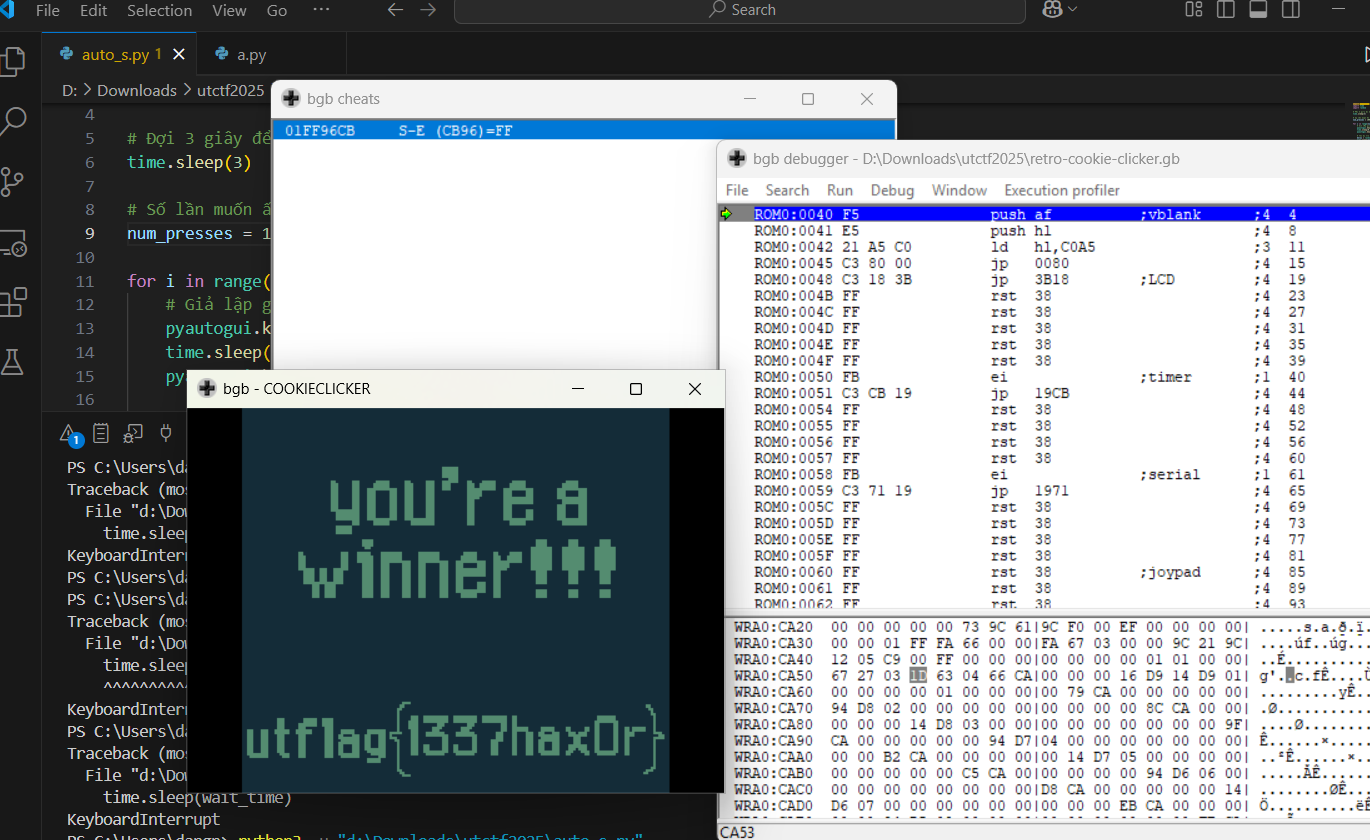 File Edit Selection View Go ··· Search
auto_s.py 1 a.py
D: > Downloads > utctf2025
4
5 # Đợi 3 giây để
6 time.sleep(3)
7
8 # Số lần muốn
9 num_presses = 1
10
11 for i in range(
12 # Giả lập
13 pyautogui.k
14 time.sleep(
15
16
bgb cheats
01FF96CB S-E (CB96)=FF
bgb debugger - D:\Downloads\utctf2025\retro-cookie-clicker.gb
File Search Run Debug Window Execution profiler
ROM0:0040 F5 push af ;vblank ;4 4
ROM0:0041 E5 push hl ;4 8
ROM0:0042 21 A5 C0 ld hl,C0A5 ;3 11
ROM0:0045 C3 80 00 jp 0080 ;4 15
ROM0:0048 C3 18 3B jp 3B18 ;LCD ;4 19
ROM0:004B FF rst 38 ;4 23
ROM0:004C FF rst 38 ;4 27
ROM0:004D FF rst 38 ;4 31
ROM0:004E FF rst 38 ;4 35
ROM0:004F FF rst 38 ;4 39
ROM0:0050 FB ei ;timer ;1 40
ROM0:0051 C3 CB 19 jp 19CB ;4 44
ROM0:0054 FF rst 38 ;4 48
ROM0:0055 FF rst 38 ;4 52
ROM0:0056 FF rst 38 ;4 56
ROM0:0057 FF rst 38 ;4 60
ROM0:0058 FB ei ;serial ;1 61
ROM0:0059 C3 71 19 jp 1971 ;4 65
ROM0:005C FF rst 38 ;4 69
ROM0:005D FF rst 38 ;4 73
ROM0:005E FF rst 38 ;4 77
ROM0:005F FF rst 38 ;4 81
ROM0:0060 FF rst 38 ;joypad ;4 85
ROM0:0061 FF rst 38 ;4 89
ROM0:0062 FF rst 38 ;4 93
bgb - COOKIECLICKER
you're a
winner!!!
utflag{1337hax0r}
PS C:\Users\da
Traceback (mos
File "d:\Dow
time.sleep
KeyboardInterr
PS C:\Users\da
PS C:\Users\da
Traceback (mos
File "d:\Dow
time.sleep
^^^^^^^^^^
KeyboardInterr
PS C:\Users\da
Traceback (mos
File "d:\Dow
time.sleep(wait_time)
KeyboardInterrupt
WRA0:CA20 00 00 00 00 00 73 9C 61|9C F0 00 EF 00 00 00 00|
WRA0:CA30 00 00 01 FF FA 66 00 00|FA 67 03 00 00 9C 21 9C|
WRA0:CA40 12 05 C9 00 FF 00 00 00|00 00 00 00 01 01 00 00|
WRA0:CA50 67 27 03 1D 63 04 66 CA|00 00 00 16 D9 14 D9 01|
WRA0:CA60 00 00 00 00 01 00 00 00|00 79 CA 00 00 00 00 00|
WRA0:CA70 94 D8 02 00 00 00 00 00|00 00 00 00 8C CA 00 00|
WRA0:CA80 00 00 00 14 D8 03 00 00|00 00 00 00 00 00 00 9F|
WRA0:CA90 CA 00 00 00 00 00 94 D7|04 00 00 00 00 00 00 00|
WRA0:CAA0 00 00 B2 CA 00 00 00 00|00 14 D7 05 00 00 00 00|
WRA0:CAB0 00 00 00 00 00 C5 CA 00|00 00 00 00 94 D6 06 00|
WRA0:CAC0 00 00 00 00 00 00 00 00|D8 CA 00 00 00 00 00 14|
WRA0:CAD0 D6 07 00 00 00 00 00 00|00 00 00 EB CA 00 00 00|
CA53